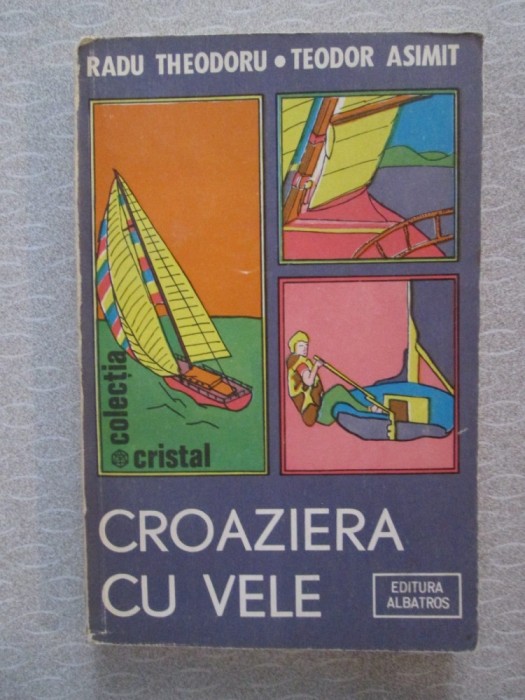 RADU THEODORU • TEODOR ASIMIT
colecția
cristal
CROAZIERA
CU VELE
EDITURA
ALBATROS